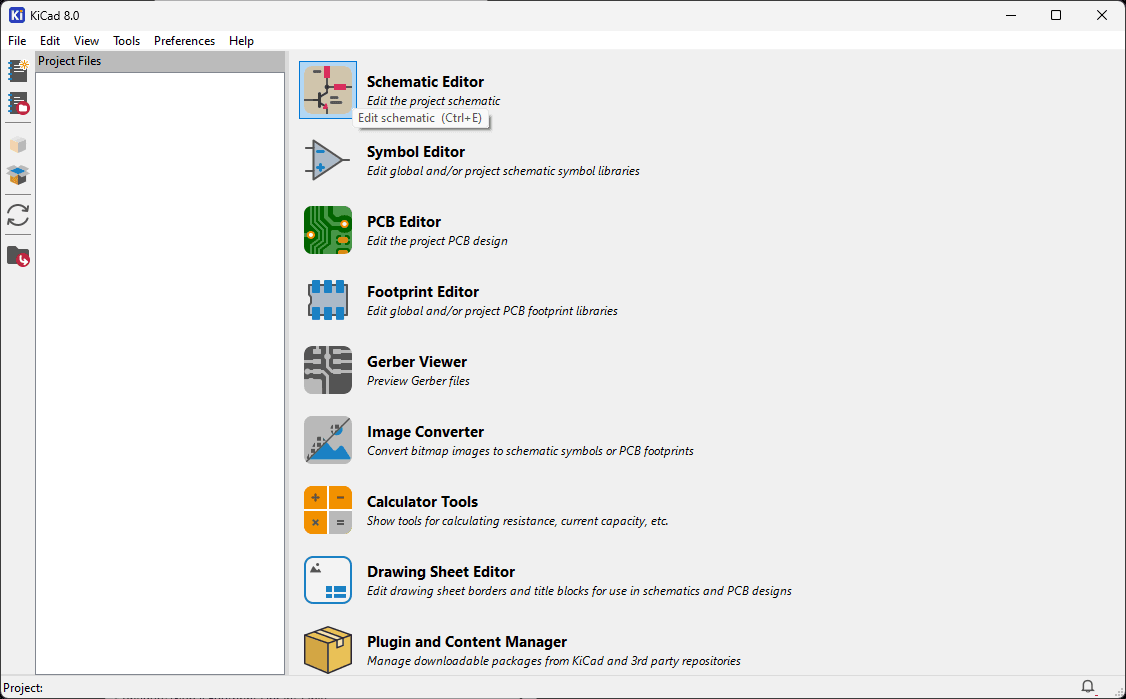 KiCad 8.0
File Edit View Tools Preferences Help
Project Files
Schematic Editor
Edit the project schematic
Edit schematic (Ctrl+E)
Symbol Editor
Edit global and/or project schematic symbol libraries
PCB Editor
Edit the project PCB design
Footprint Editor
Edit global and/or project PCB footprint libraries
Gerber Viewer
Preview Gerber files
Image Converter
Convert bitmap images to schematic symbols or PCB footprints
Calculator Tools
Show tools for calculating resistance, current capacity, etc.
Drawing Sheet Editor
Edit drawing sheet borders and title blocks for use in schematics and PCB designs
Plugin and Content Manager
Manage downloadable packages from KiCad and 3rd party repositories
Project: